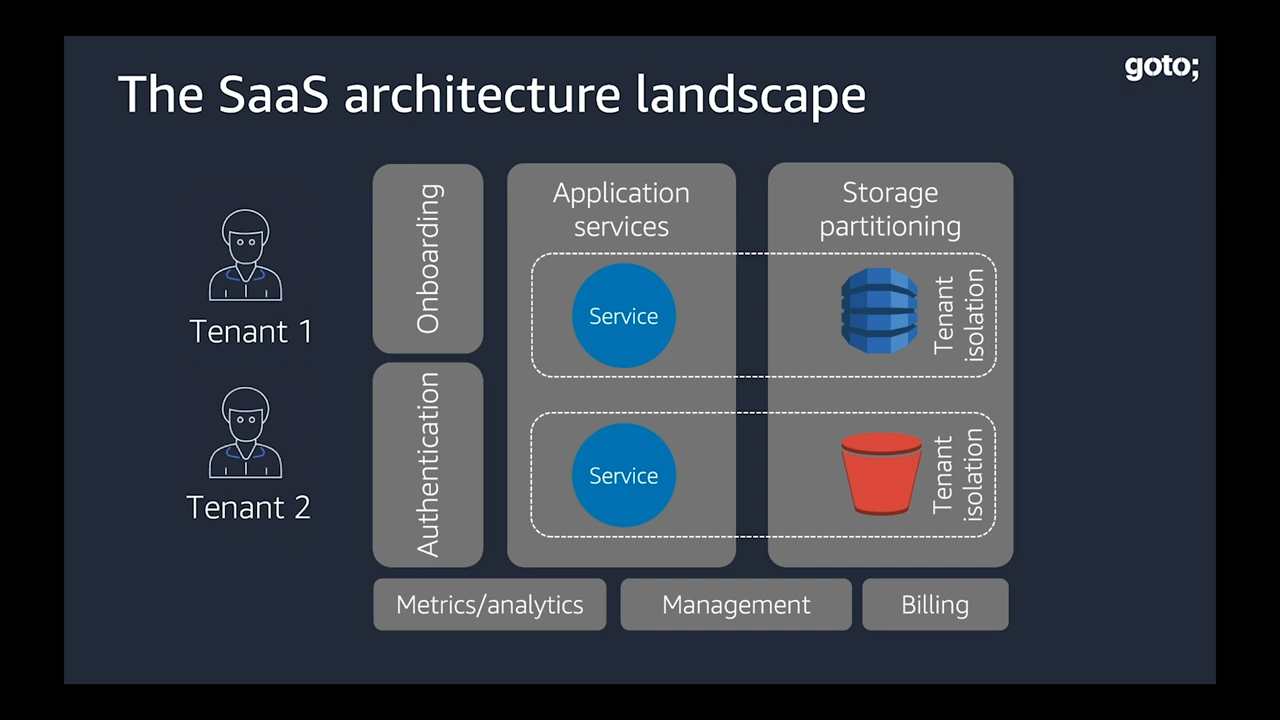 The SaaS architecture landscape
goto;
Tenant 1
Tenant 2
Onboarding
Authentication
Application
services
Service
Service
Storage
partitioning
Tenant
isolation
Tenant
isolation
Metrics/analytics
Management
Billing